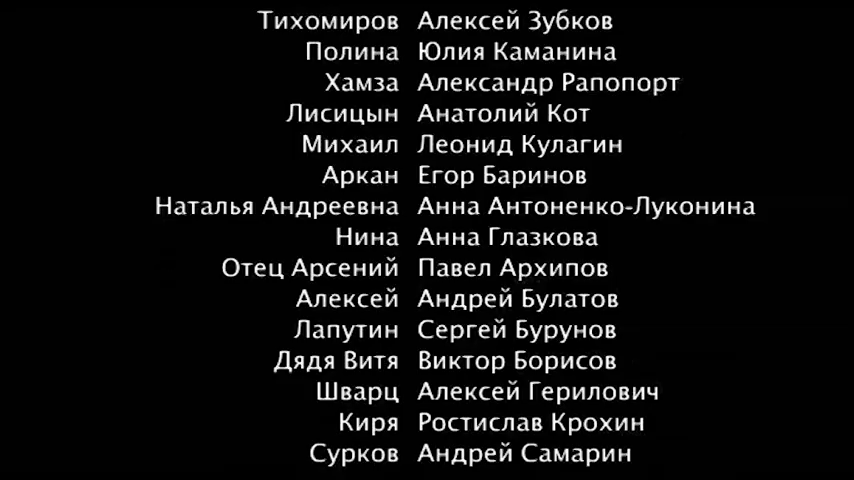 Тихомиров Алексей Зубков
Полина Юлия Каманина
Хамза Александр Рапопорт
Лисицын Анатолий Кот
Михаил Леонид Кулагин
Аркан Егор Баринов
Наталья Андреевна Анна Антоненко-Луконина
Нина Анна Глазкова
Отец Арсений Павел Архипов
Алексей Андрей Булатов
Лапутин Сергей Бурунов
Дядя Витя Виктор Борисов
Шварц Алексей Герилович
Киря Ростислав Крохин
Сурков Андрей Самарин